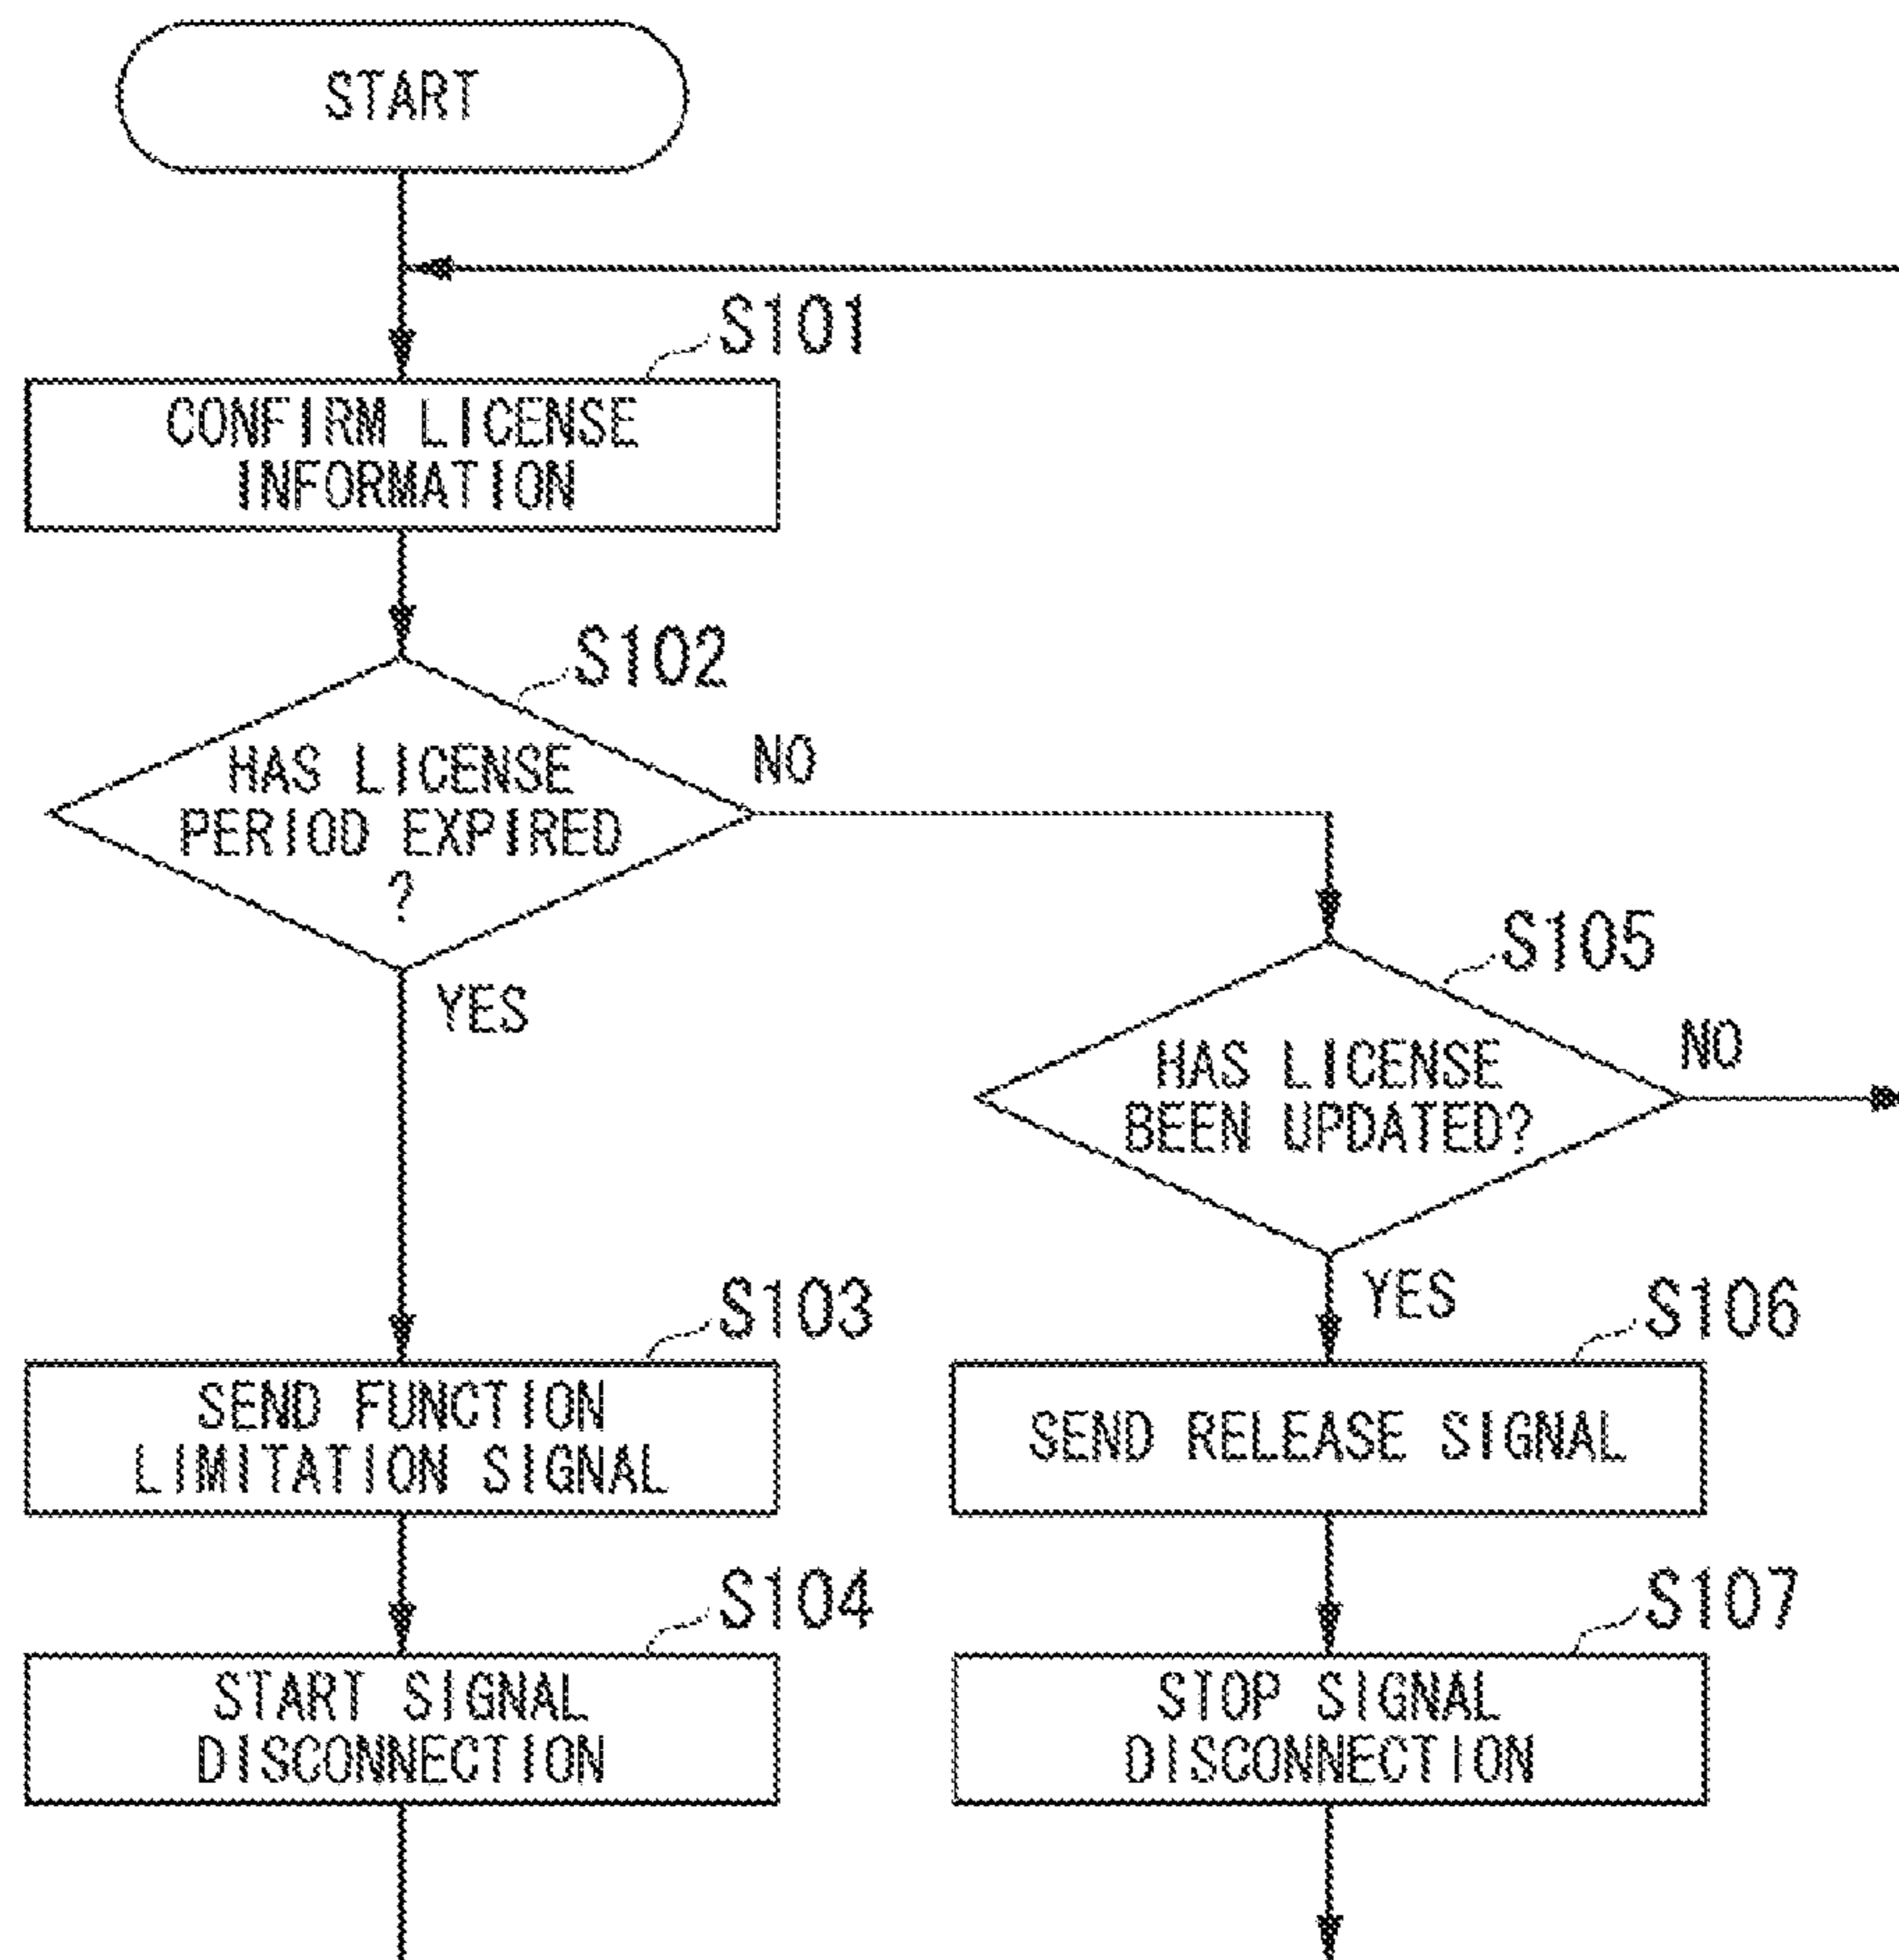 START
S101
CONFIRM LICENSE
INFORMATION
S102
HAS LICENSE
PERIOD EXPIRED
?
NO
YES
S105
HAS LICENSE
BEEN UPDATED?
NO
YES
S103
SEND FUNCTION
LIMITATION SIGNAL
S106
SEND RELEASE SIGNAL
S104
START SIGNAL
DISCONNECTION
S107
STOP SIGNAL
DISCONNECTION